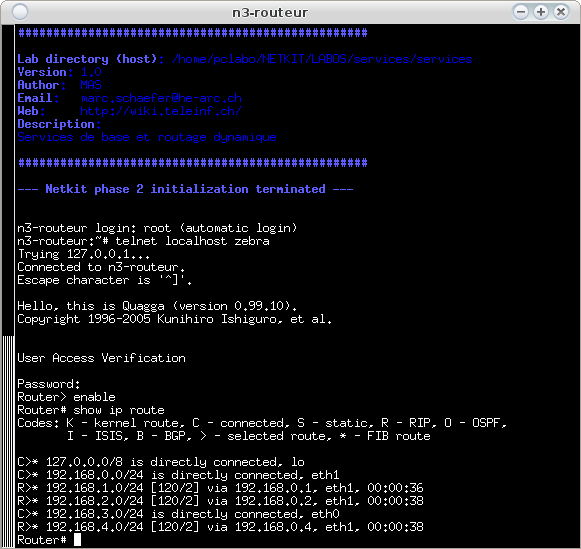 n3-routeur
##################################################
Lab directory (host): /home/pclabo/NETKIT/LABOS/services/services
Version: 1.0
Author: MAS
Email: marc.schaefer@he-arc.ch
Web: http://wiki.teleinf.ch/
Description:
Services de base et routage dynamique
##################################################
--- Netkit phase 2 initialization terminated ---
n3-routeur login: root (automatic login)
n3-routeur:~# telnet localhost zebra
Trying 127.0.0.1...
Connected to n3-routeur.
Escape character is '^]'.
Hello, this is Quagga (version 0.99.10).
Copyright 1996-2005 Kunihiro Ishiguro, et al.
User Access Verification
Password:
Router> enable
Router# show ip route
Codes: K - kernel route, C - connected, S - static, R - RIP, O - OSPF,
I - ISIS, B - BGP, > - selected route, * - FIB route
C>* 127.0.0.0/8 is directly connected, lo
C>* 192.168.0.0/24 is directly connected, eth1
R>* 192.168.1.0/24 [120/2] via 192.168.0.1, eth1, 00:00:36
R>* 192.168.2.0/24 [120/2] via 192.168.0.2, eth1, 00:00:38
C>* 192.168.3.0/24 is directly connected, eth0
R>* 192.168.4.0/24 [120/2] via 192.168.0.4, eth1, 00:00:38
Router#